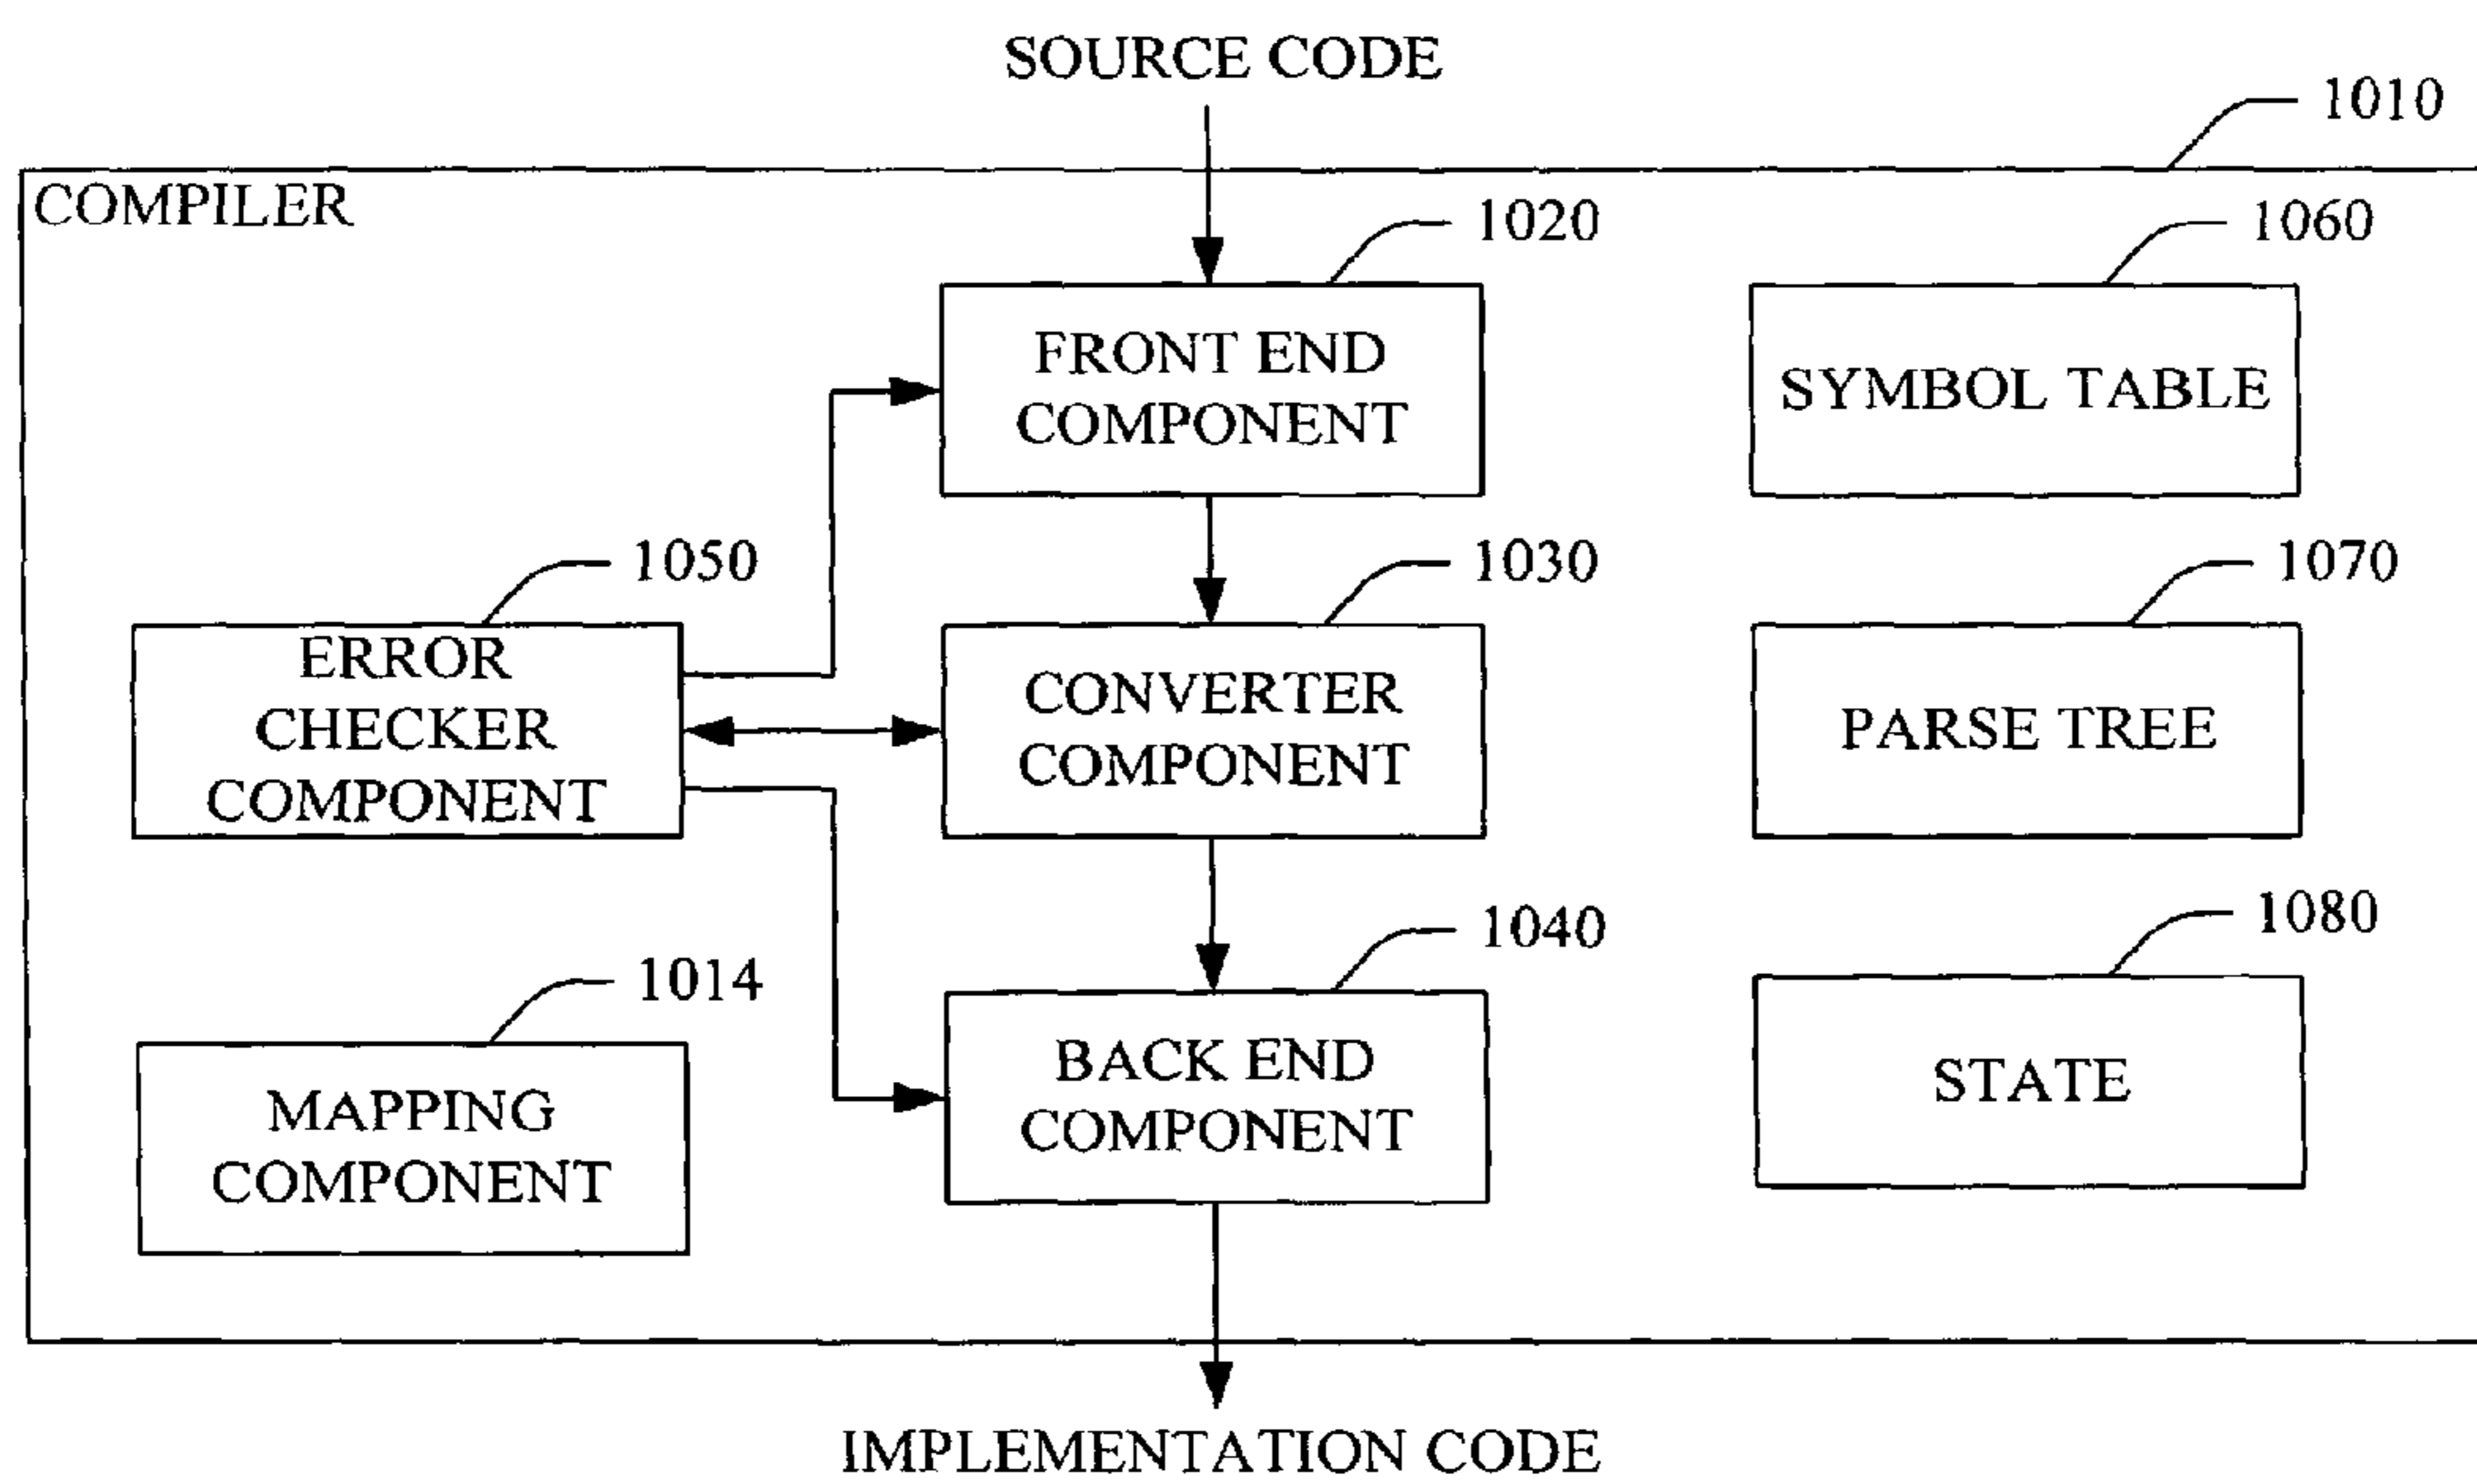 SOURCE CODE
1010
COMPILER
1020
1060
FRONT END
COMPONENT
SYMBOL TABLE
1050
1030
1070
ERROR
CHECKER
COMPONENT
CONVERTER
COMPONENT
PARSE TREE
1014
1040
1080
MAPPING
COMPONENT
BACK END
COMPONENT
STATE
IMPLEMENTATION CODE